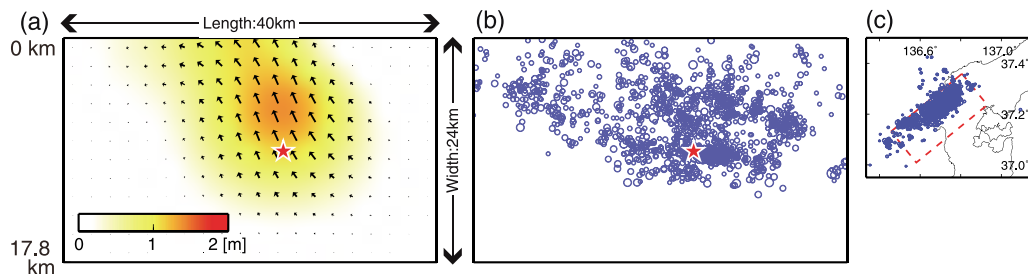 (a)
Length:40km
(b)
(c)
0 km
136.6°
137.0°
37.4°
37.2°
37.0°
Width:24km
0
1
2 [m]
17.8
km